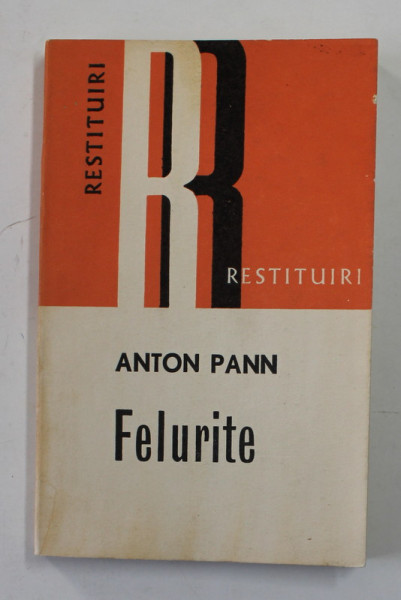 RESTITUIRI
R
RESTITUIRI
ANTON PANN
Felurite